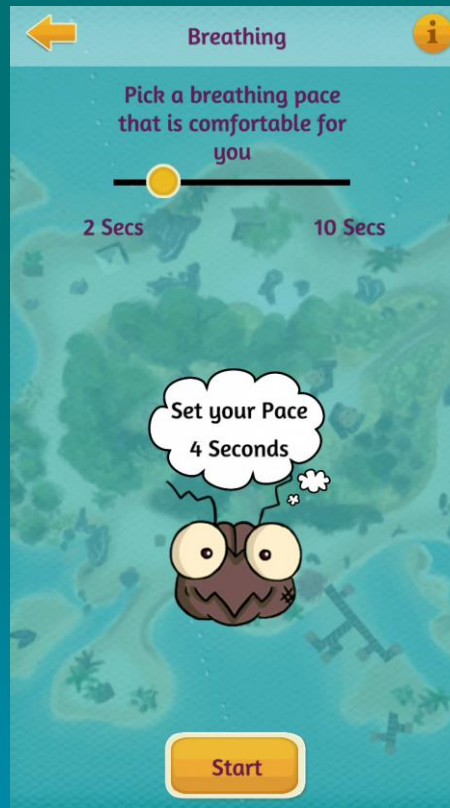 Breathing
i
Pick a breathing pace
that is comfortable for
you
2 Secs
10 Secs
Set your Pace
4 Seconds
Start